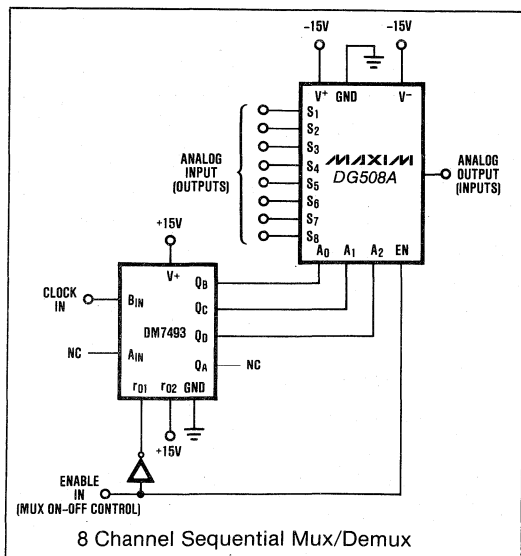 -15V -15V
V+ GND V-
S1
S2
S3
S4
S5
S6
S7
S8
ANALOG
INPUT
(OUTPUTS)
MAXIM
DG508A
ANALOG
OUTPUT
(INPUTS)
A0 A1 A2 EN
+15V
V+
CLOCK
IN
BIN
NC
AIN
DM7493
QB
QC
QD
QA
NC
r01 r02 GND
+15V
ENABLE
IN
(MUX ON-OFF CONTROL)
8 Channel Sequential Mux/Demux